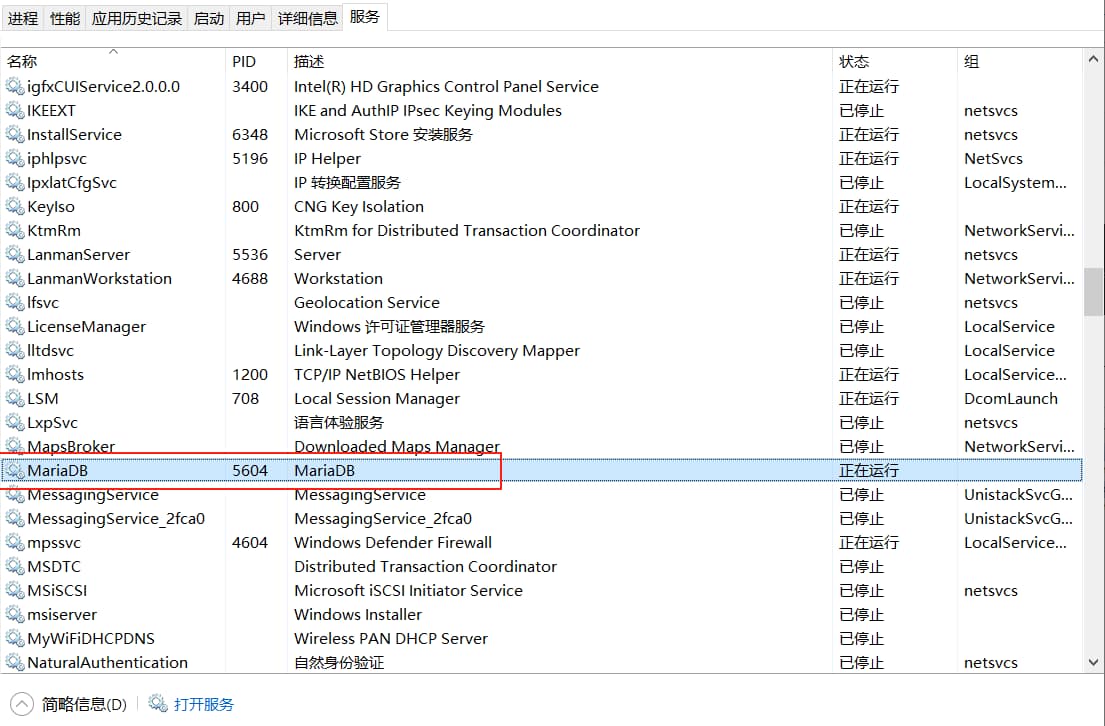 进程 性能 应用历史记录 启动 用户 详细信息 服务
名称 PID 描述 状态 组
igfxCUIService2.0.0.0 3400 Intel(R) HD Graphics Control Panel Service 正在运行
IKEEXT IKE and AuthIP IPsec Keying Modules 已停止 netsvcs
InstallService 6348 Microsoft Store 安装服务 正在运行 netsvcs
iphlpsvc 5196 IP Helper 正在运行 NetSvcs
IpxlatCfgSvc IP 转换配置服务 已停止 LocalSystem...
KeyIso 800 CNG Key Isolation 正在运行
KtmRm KtmRm for Distributed Transaction Coordinator 已停止 NetworkServi...
LanmanServer 5536 Server 正在运行 netsvcs
LanmanWorkstation 4688 Workstation 正在运行 NetworkServi...
lfsvc Geolocation Service 已停止 netsvcs
LicenseManager Windows 许可证管理器服务 已停止 LocalService
lltdsvc Link-Layer Topology Discovery Mapper 已停止 LocalService
lmhosts 1200 TCP/IP NetBIOS Helper 正在运行 LocalService...
LSM 708 Local Session Manager 正在运行 DcomLaunch
LxpSvc 语言体验服务 已停止 netsvcs
MapsBroker Downloaded Maps Manager 已停止 NetworkServi...
MariaDB 5604 MariaDB 正在运行
MessagingService MessagingService 已停止 UnistackSvcG...
MessagingService_2fca0 MessagingService_2fca0 已停止 UnistackSvcG...
mpssvc 4604 Windows Defender Firewall 正在运行 LocalService...
MSDTC Distributed Transaction Coordinator 已停止
MSiSCSI Microsoft iSCSI Initiator Service 已停止 netsvcs
msiserver Windows Installer 已停止
MyWiFiDHCPDNS Wireless PAN DHCP Server 已停止
NaturalAuthentication 自然身份验证 已停止 netsvcs
简略信息(D) 打开服务